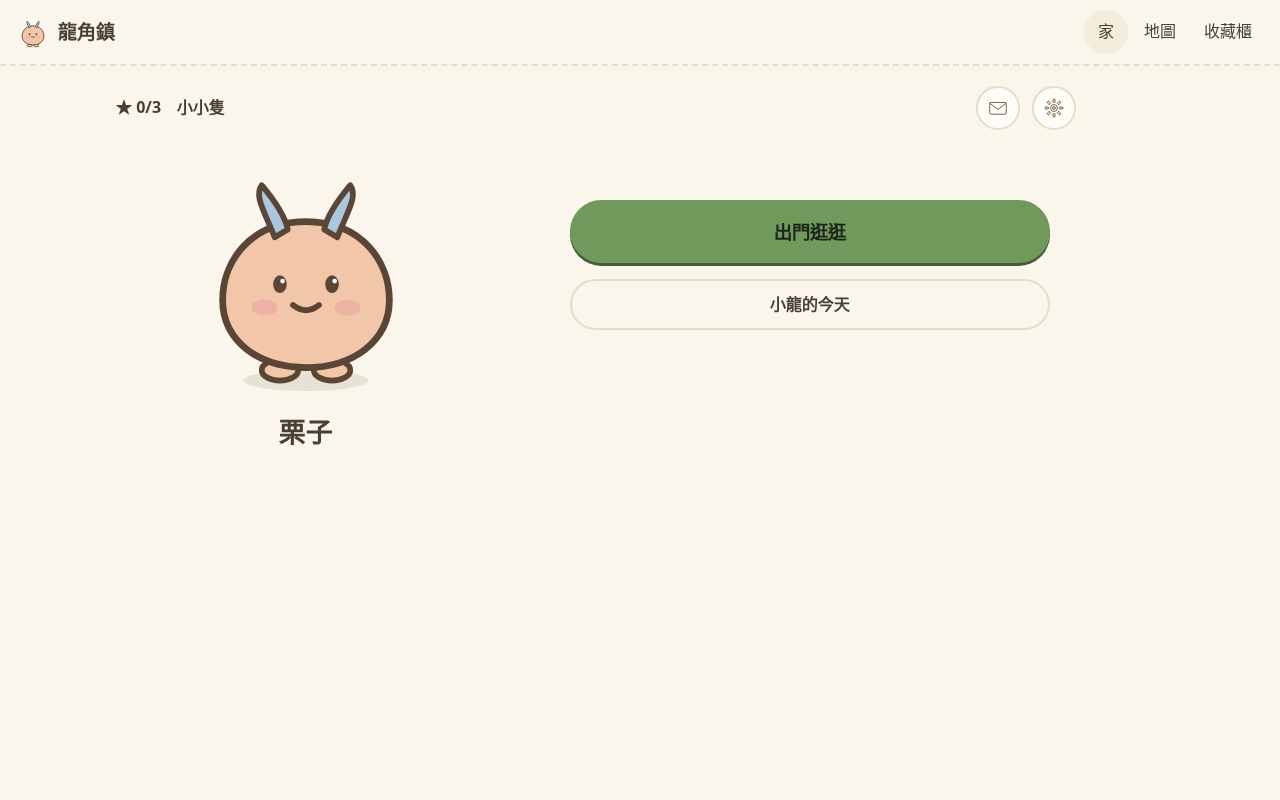 龍角鎮
家
地圖
收藏櫃
★ 0/3 小小隻
出門逛逛
小龍的今天
栗子